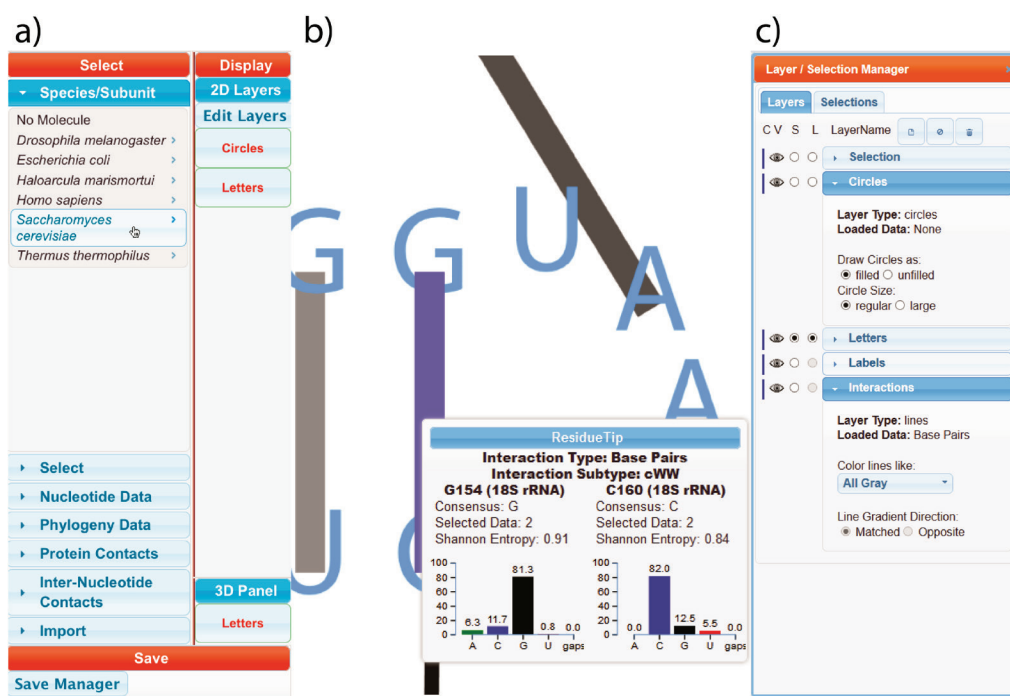 a)
Select
Species/Subunit
No Molecule
Drosophila melanogaster
Escherichia coli
Haloarcula marismortui
Homo sapiens
Saccharomyces
cerevisiae
Thermus thermophilus
Select
Nucleotide Data
Phylogeny Data
Protein Contacts
Inter-Nucleotide
Contacts
Import
Display
2D Layers
Edit Layers
Circles
Letters
3D Panel
Letters
Save
Save Manager
b)
G G U A
A
U C
ResidueTip
Interaction Type: Base Pairs
Interaction Subtype: cWW
G154 (18S rRNA) C160 (18S rRNA)
Consensus: G Consensus: C
Selected Data: 2 Selected Data: 2
Shannon Entropy: 0.91 Shannon Entropy: 0.84
100 80 60 40 20 0
6.3 11.7 81.3 0.8 0.0
A C G U gaps
100 80 60 40 20 0
0.0 82.0 12.5 5.5 0.0
A C G U gaps
c)
Layer / Selection Manager
Layers Selections
C V S L LayerName
Selection
Circles
Layer Type: circles
Loaded Data: None
Draw Circles as:
filled unfilled
Circle Size:
regular large
Letters
Labels
Interactions
Layer Type: lines
Loaded Data: Base Pairs
Color lines like:
All Gray
Line Gradient Direction:
Matched Opposite